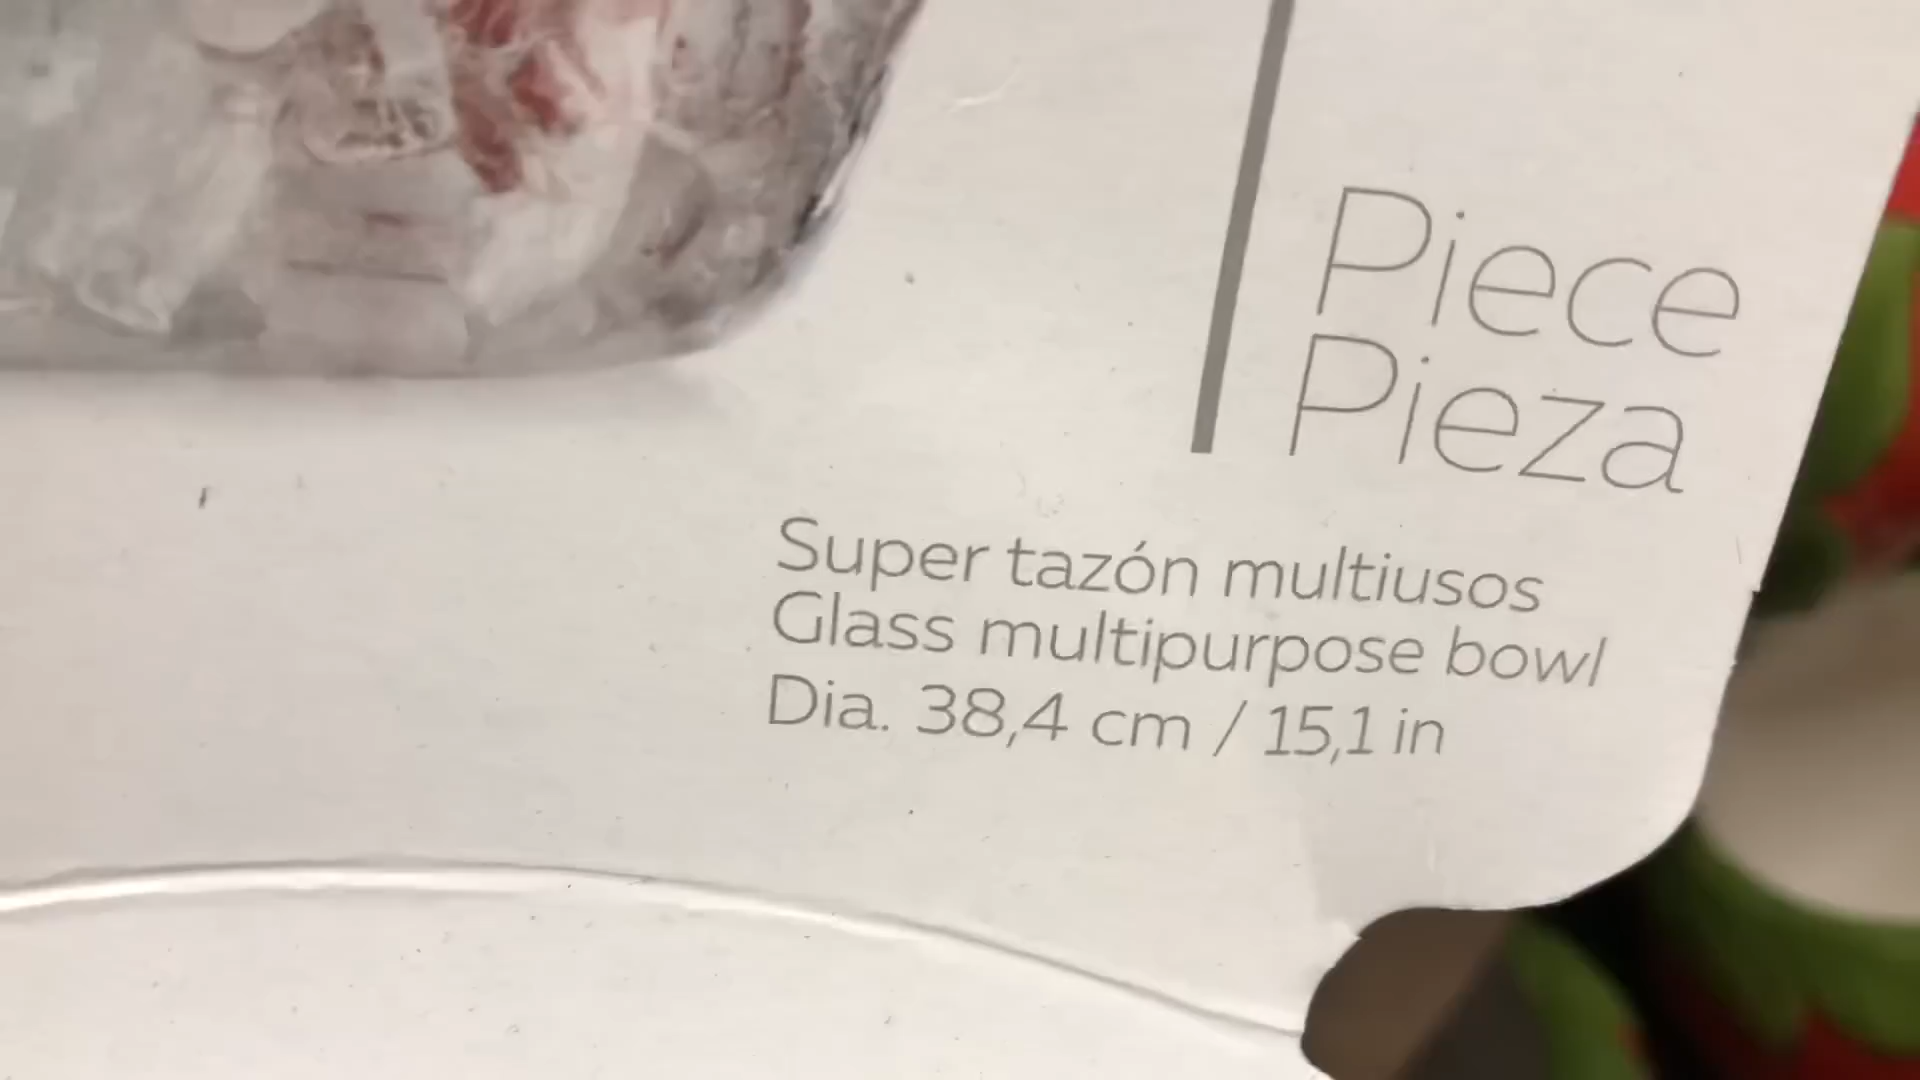 Piece
Pieza
Super tazón multiusos
Glass multipurpose bowl
Dia. 38,4 cm / 15,1 in